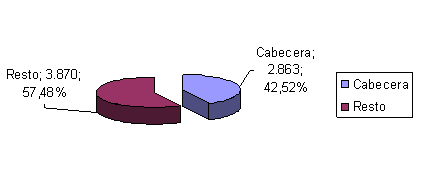 Cabecera;
2.863;
42,52%
Resto; 3.870;
57,48%
Cabecera
Resto